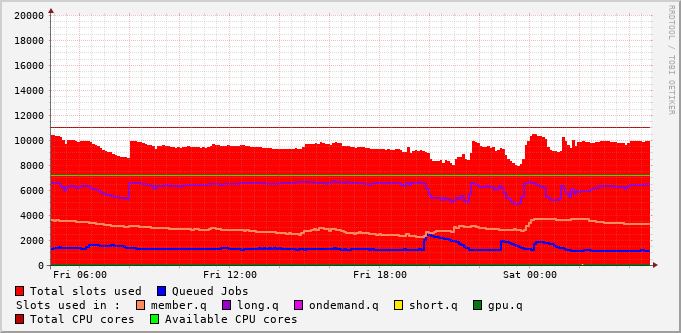 20000
18000
16000
14000
12000
10000
8000
6000
4000
2000
0
Fri 06:00 Fri 12:00 Fri 18:00 Sat 00:00
Total slots used Queued Jobs
Slots used in : member.q long.q ondemand.q short.q gpu.q
Total CPU cores Available CPU cores
RRDTOOL / TOBI OETIKER